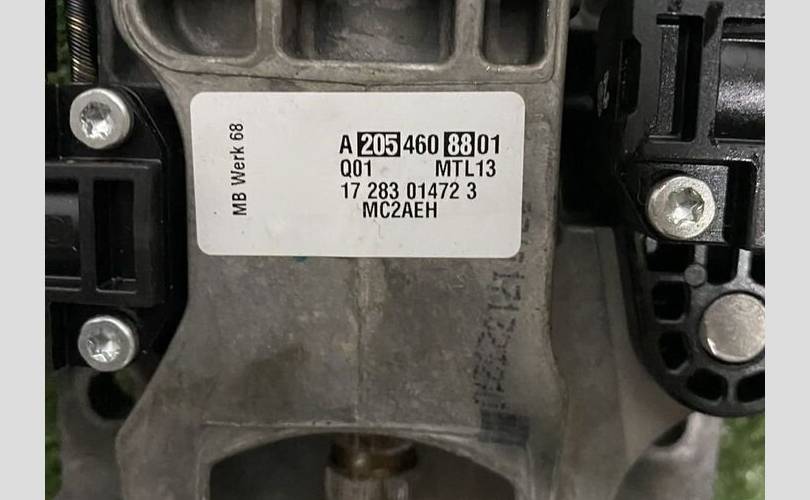 MB Werk 68
A 205 460 88 01
Q01 MTL13
17 283 01472 3
MC2AEH